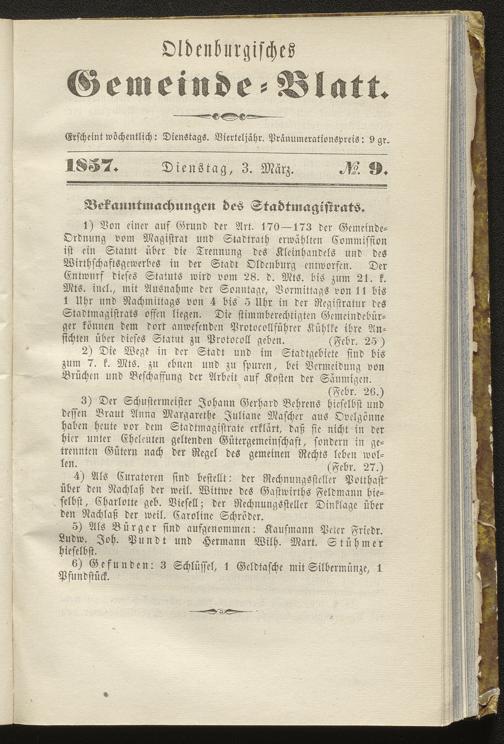 Oldenburgisches
Gemeinde-Blatt.
Erscheint wöchentlich: Dienstags. Vierteljähr. Pränumerationspreis: 9 gr.
1857. Dienstag, 3. März. №. 9.
Bekanntmachungen des Stadtmagistrats.
1) Von einer auf Grund der Art. 170—173 der Gemeinde-
Ordnung vom Magistrat und Stadtrath erwählten Commission
ist ein Statut über die Trennung des Kleinhandels und des
Wirthschaftsgewerbes in der Stadt Oldenburg entworfen. Der
Entwurf dieses Statuts wird vom 28. d. Mts. bis zum 21. k.
Mts. incl., mit Ausnahme der Sonntage, Vormittags von 11 bis
1 Uhr und Nachmittags von 4 bis 5 Uhr in der Registratur des
Stadtmagistrats offen liegen. Die stimmberechtigten Gemeindebür-
ger können dem dort anwesenden Protocollführer Kühlke ihre An-
sichten über dieses Statut zu Protocoll geben. (Febr. 25)
2) Die Wege in der Stadt und im Stadtgebiete sind bis
zum 7. k. Mts. zu ebnen und zu spuren, bei Vermeidung von
Brüchen und Beschaffung der Arbeit auf Kosten der Säumigen.
(Febr. 26.)
3) Der Schustermeister Johann Gerhard Behrens hieselbst und
dessen Braut Anna Margarethe Juliane Mascher aus Ovelgönne
haben heute vor dem Stadtmagistrate erklärt, daß sie nicht in der
hier unter Eheleuten geltenden Gütergemeinschaft, sondern in ge-
trennten Gütern nach der Regel des gemeinen Rechts leben wol-
len. (Febr. 27.)
4) Als Curatoren sind bestellt: der Rechnungssteller Potthast
über den Nachlaß der weil. Wittwe des Gastwirths Feldmann hie-
selbst, Charlotte geb. Viesell; der Rechnungssteller Dinklage über
den Nachlaß der weil. Caroline Schröder.
5) Als Bürger sind aufgenommen: Kaufmann Peter Friedr.
Ludw. Joh. Pundt und Hermann Wilh. Mart. Stühmer
hieselbst.
6) Gefunden: 3 Schlüssel, 1 Geldtasche mit Silbermünze, 1
Pfundstück.